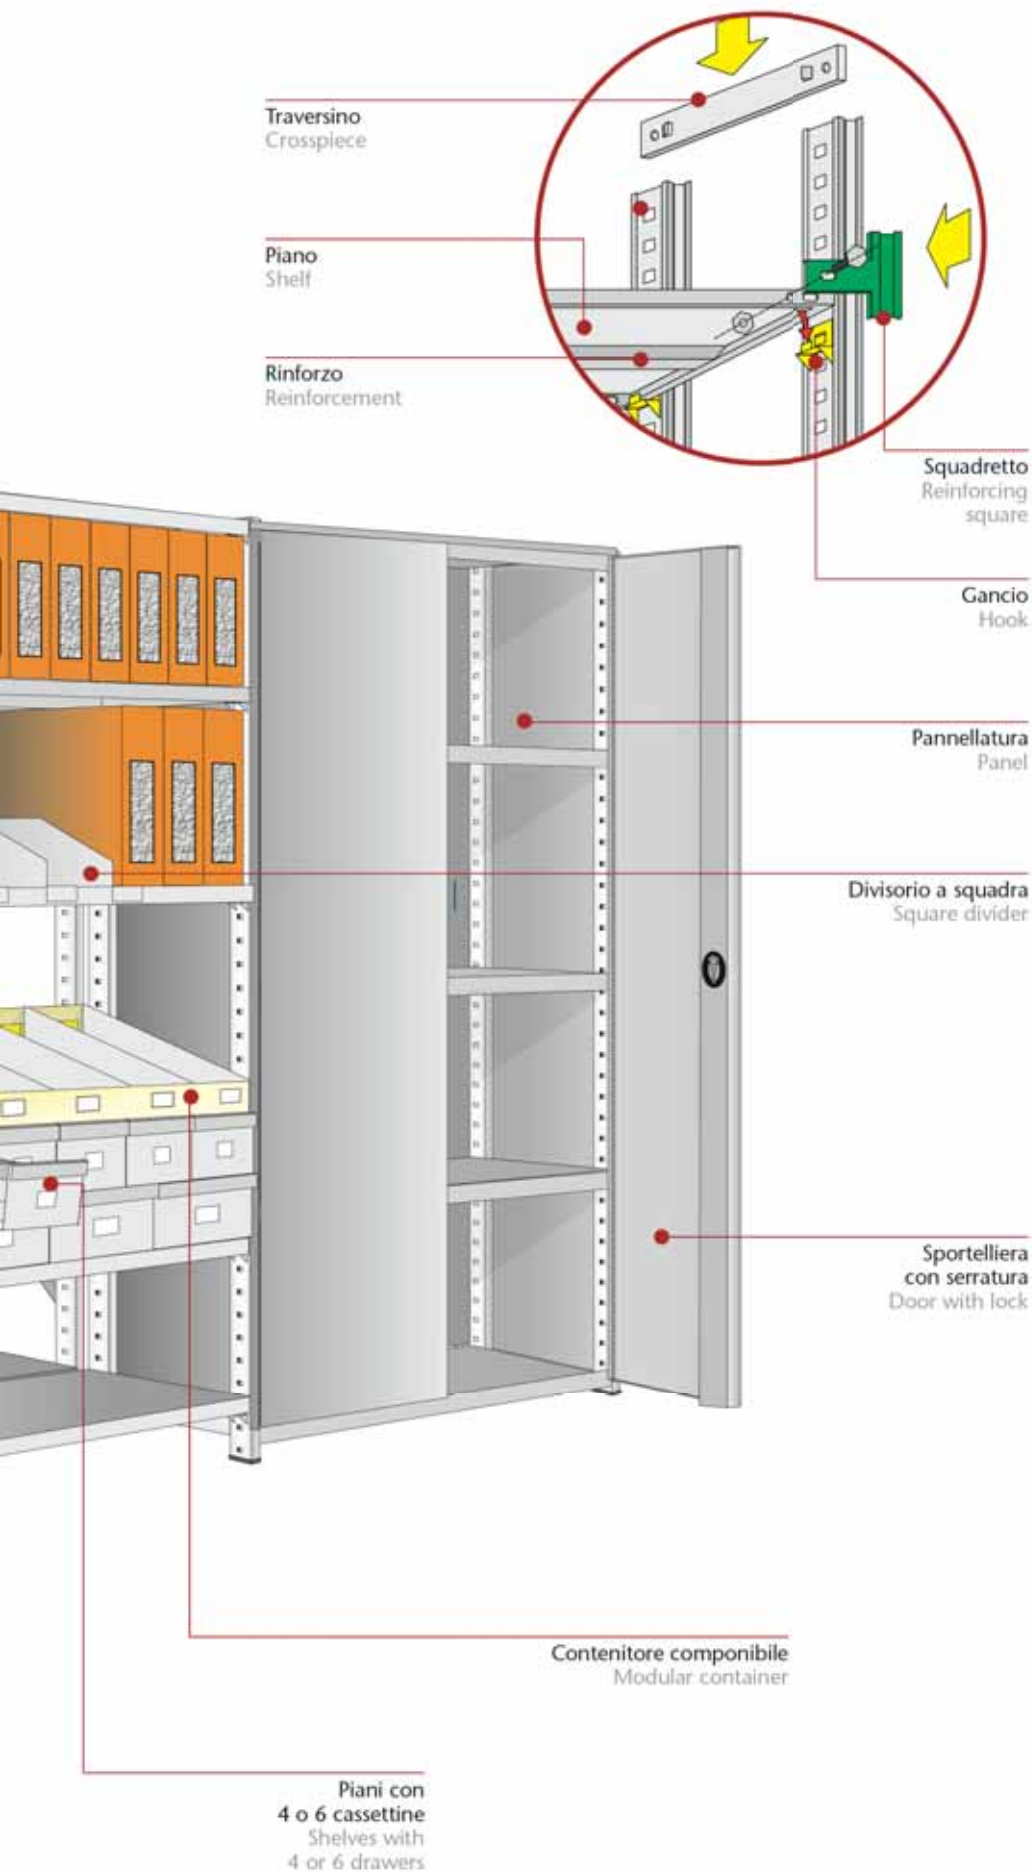 Traversino
Crosspiece
Piano
Shelf
Rinforzo
Reinforcement
Squadretto
Reinforcing
square
Gancio
Hook
Pannellatura
Panel
Divisorio a squadra
Square divider
Sportelliera
con serratura
Door with lock
Contenitore componibile
Modular container
Piani con
4 o 6 cassettine
Shelves with
4 or 6 drawers